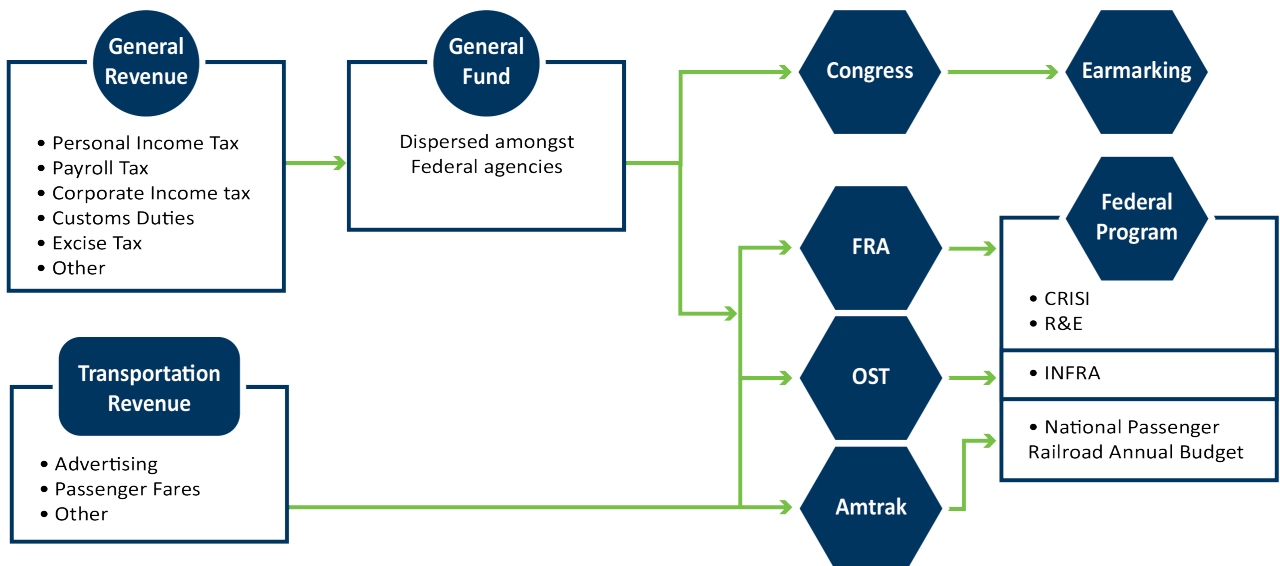 General
Revenue
• Personal Income Tax
• Payroll Tax
• Corporate Income tax
• Customs Duties
• Excise Tax
• Other
General
Fund
Dispersed amongst
Federal agencies
Congress
Earmarking
Transportation
Revenue
• Advertising
• Passenger Fares
• Other
FRA
OST
Amtrak
Federal
Program
• CRISI
• R&E
• INFRA
• National Passenger
Railroad Annual Budget